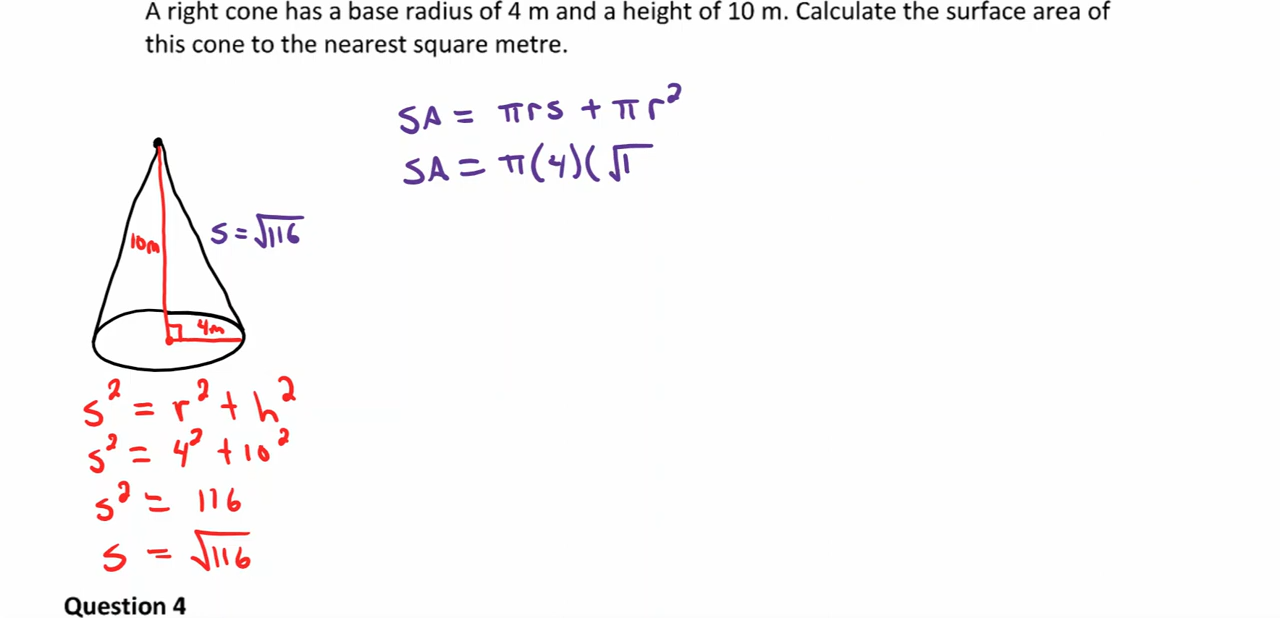 A right cone has a base radius of 4 m and a height of 10 m. Calculate the surface area of
this cone to the nearest square metre.
SA = πrs + πr²
SA = π(4)(√1
10m
s = √116
4m
s² = r² + h²
s² = 4² + 10²
s² = 116
s = √116
Question 4